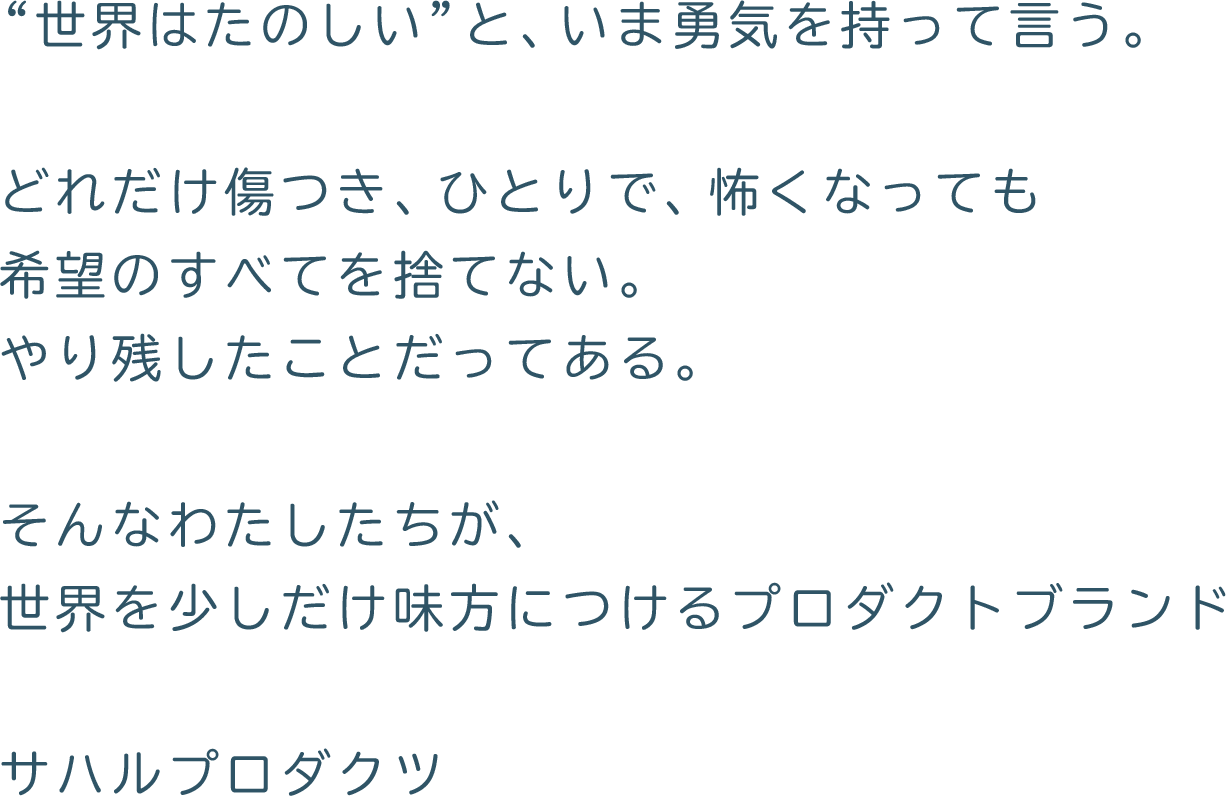 “世界はたのしい”と、いま勇気を持って言う。
どれだけ傷つき、ひとりで、怖くなっても
希望のすべてを捨てない。
やり残したことだってある。
そんなわたしたちが、
世界を少しだけ味方につけるプロダクトブランド
サハルプロダクツ